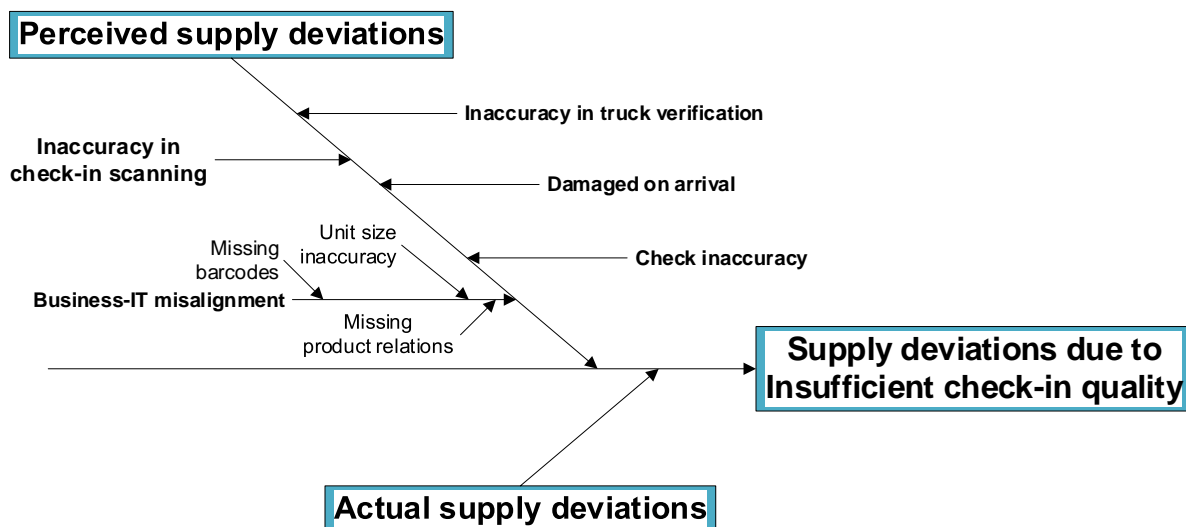 Perceived supply deviations
Inaccuracy in truck verification
Inaccuracy in
check-in scanning
Damaged on arrival
Unit size
inaccuracy
Missing
barcodes
Check inaccuracy
Business-IT misalignment
Missing
product relations
Supply deviations due to
Insufficient check-in quality
Actual supply deviations